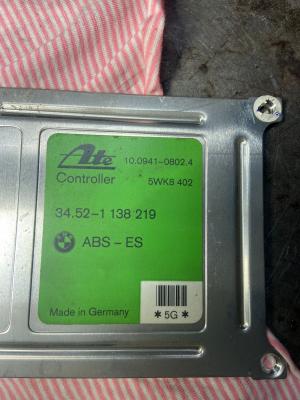 Ate 10.0941-0802.4
Controller 5WK8 402
34.52-1 138 219
BMW ABS - ES
Made in Germany *5G*